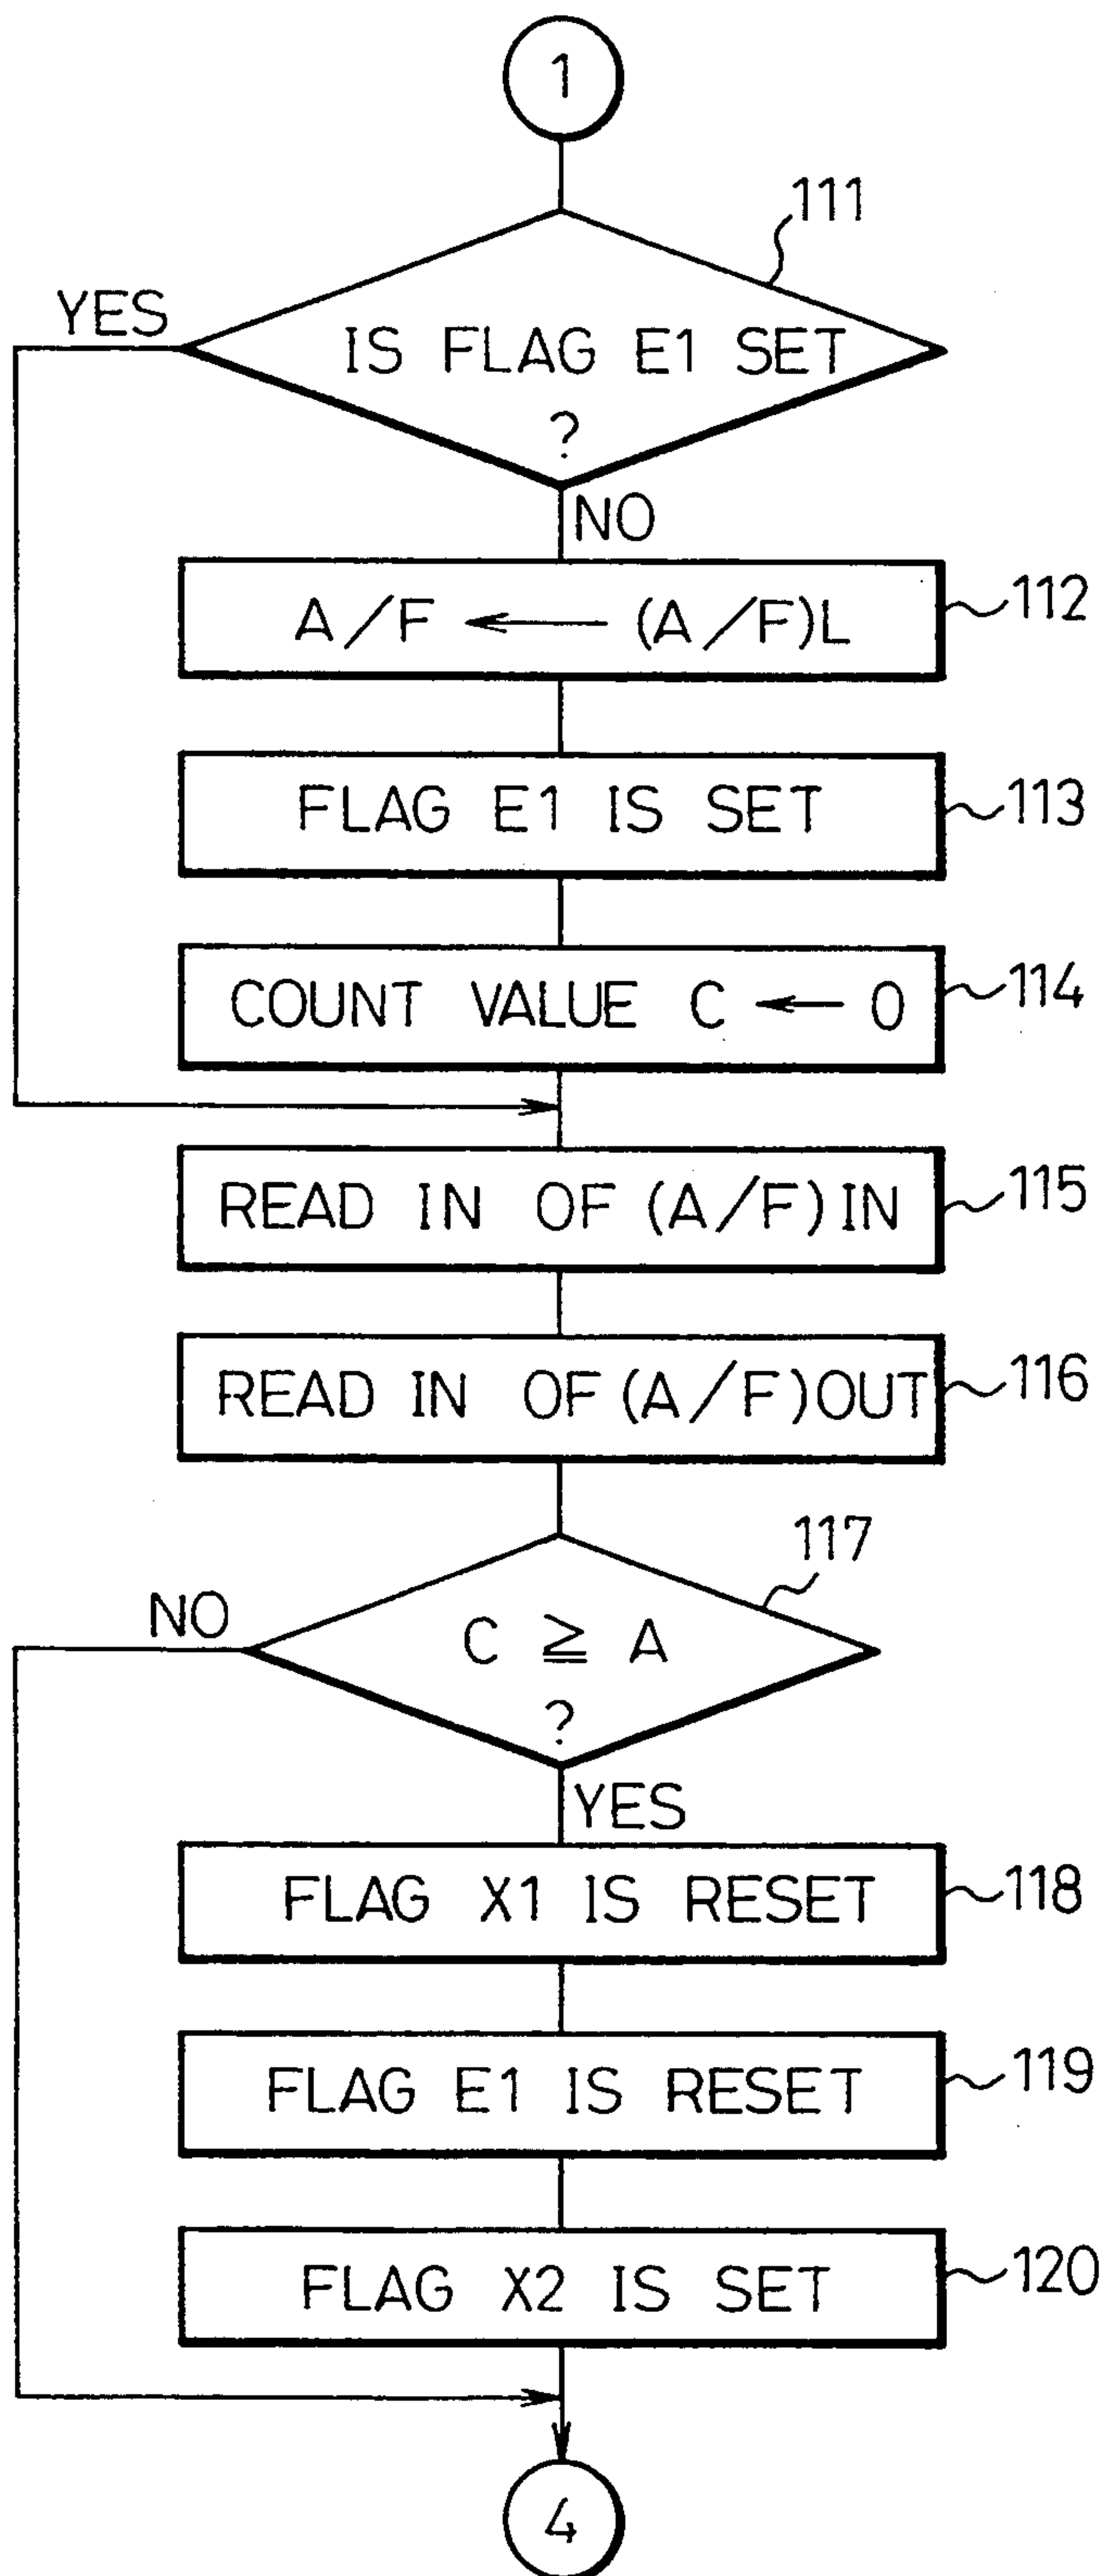 1
111
YES
IS FLAG E1 SET
?
NO
A/F ← (A/F)L
112
FLAG E1 IS SET
113
COUNT VALUE C ← 0
114
READ IN OF (A/F) IN
115
READ IN OF (A/F) OUT
116
117
NO
C ≧ A
?
YES
FLAG X1 IS RESET
118
FLAG E1 IS RESET
119
FLAG X2 IS SET
120
4